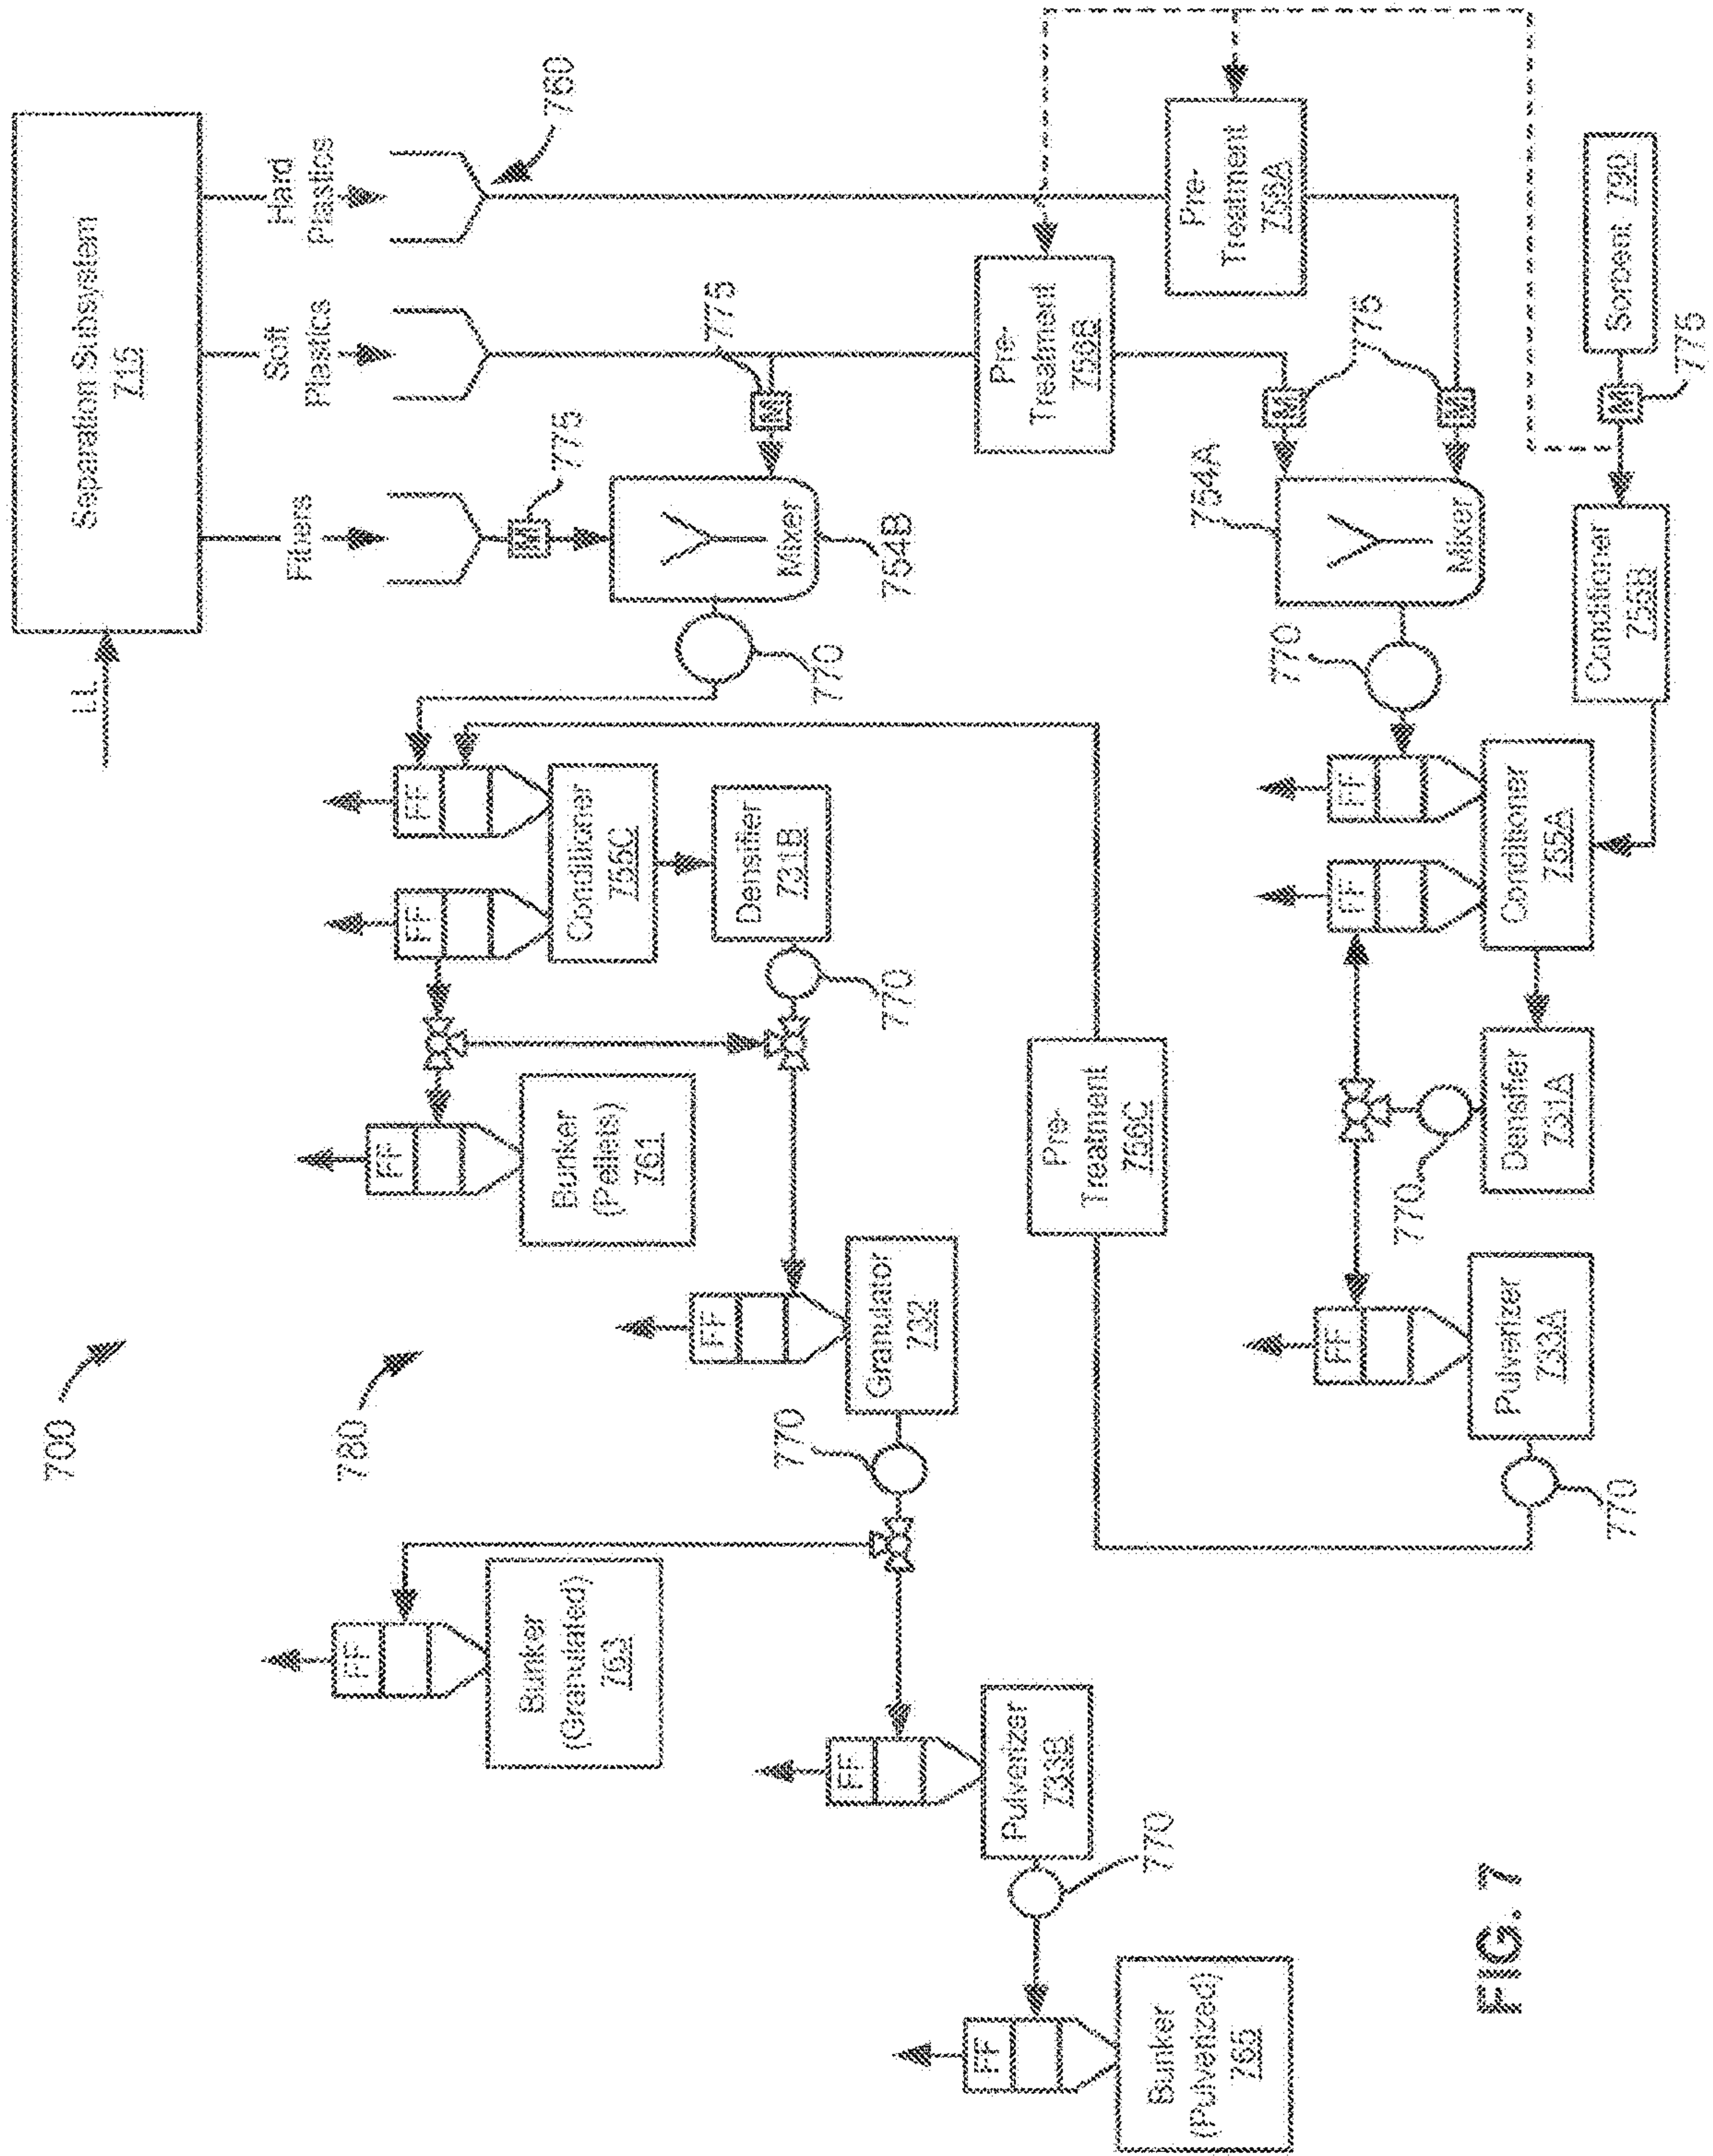 700
780
LL
Separation Subsystem
715
Fibers
Soft
Plastics
Hard
Plastics
760
775
775
Mixer
754B
770
FF
FF
Conditioner
755C
Densifier
731B
770
FF
Bunker
(Pellets)
761
FF
Granulator
732
770
FF
Bunker
(Granulated)
763
FF
Pulverizer
733B
770
FF
Bunker
(Pulverized)
765
Pre-
Treatment
756B
Pre-
Treatment
756A
Pre-
Treatment
756C
M
M
M
M
M
775
754A
Mixer
770
Sorbent 790
775
Conditioner
755B
FF
FF
Conditioner
755A
Densifier
731A
770
FF
Pulverizer
733A
770
FIG. 7